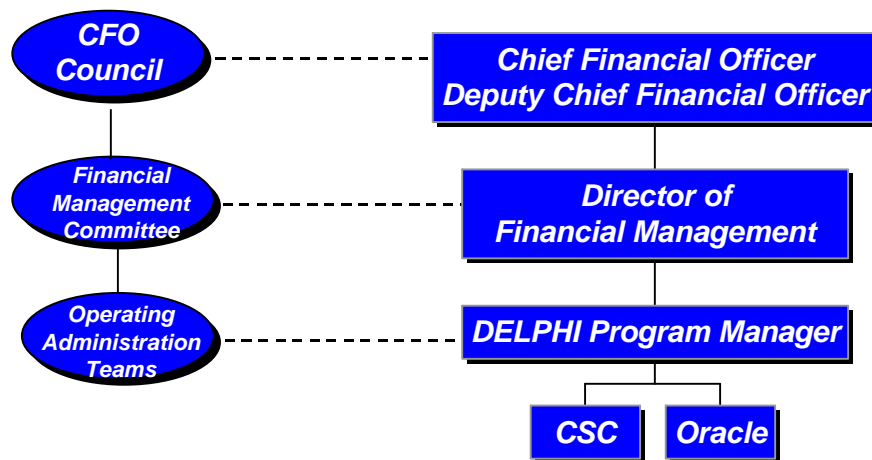 CFO
Council
Chief Financial Officer
Deputy Chief Financial Officer
Financial
Management
Committee
Director of
Financial Management
Operating
Administration
Teams
DELPHI Program Manager
CSC
Oracle